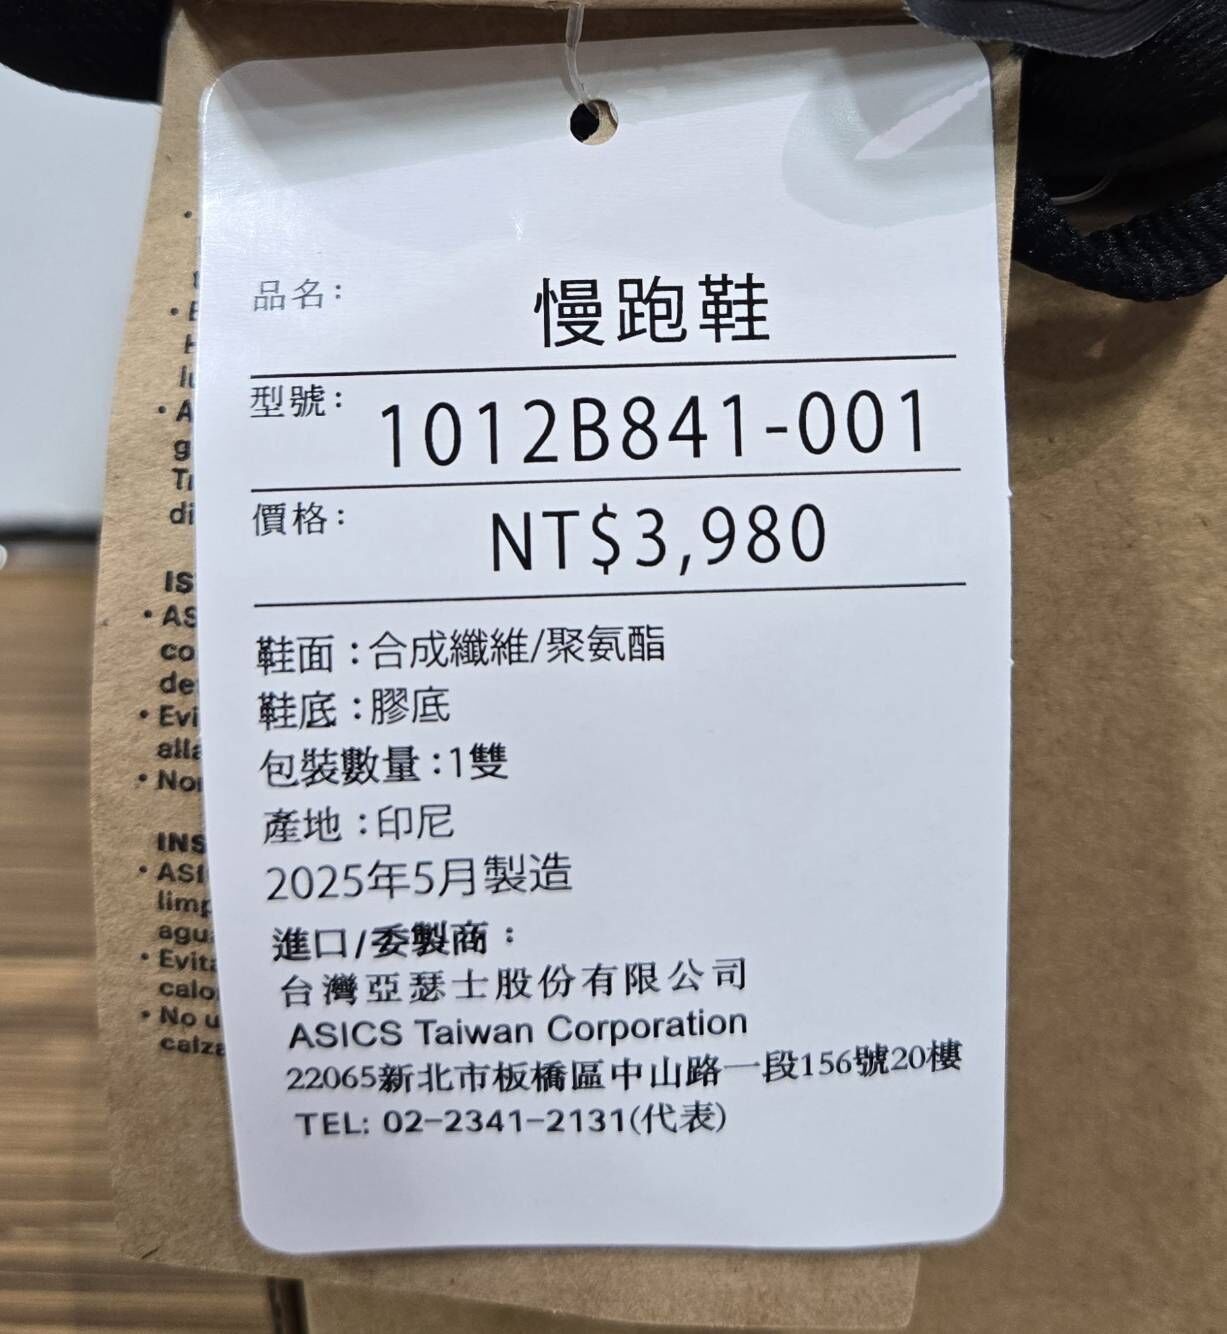 品名：
慢跑鞋
型號：
1012B841-001
價格：
NT$3,980
鞋面：合成纖維/聚氨酯
鞋底：膠底
包裝數量：1雙
產地：印尼
2025年5月製造
進口/委製商：
台灣亞瑟士股份有限公司
ASICS Taiwan Corporation
22065新北市板橋區中山路一段156號20樓
TEL: 02-2341-2131(代表)